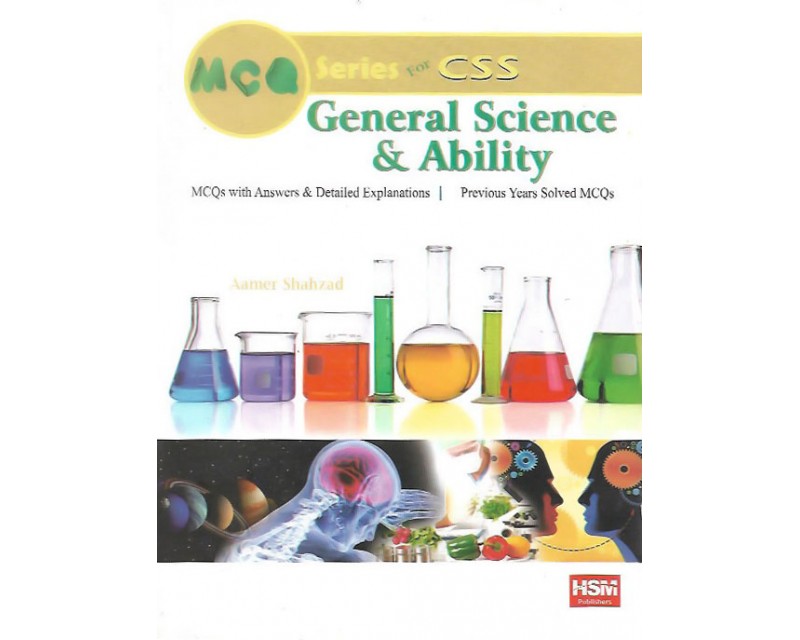 MCQ Series For CSS
General Science
& Ability
MCQs with Answers & Detailed Explanations | Previous Years Solved MCQs
Aamer Shahzad
HSM
Publishers